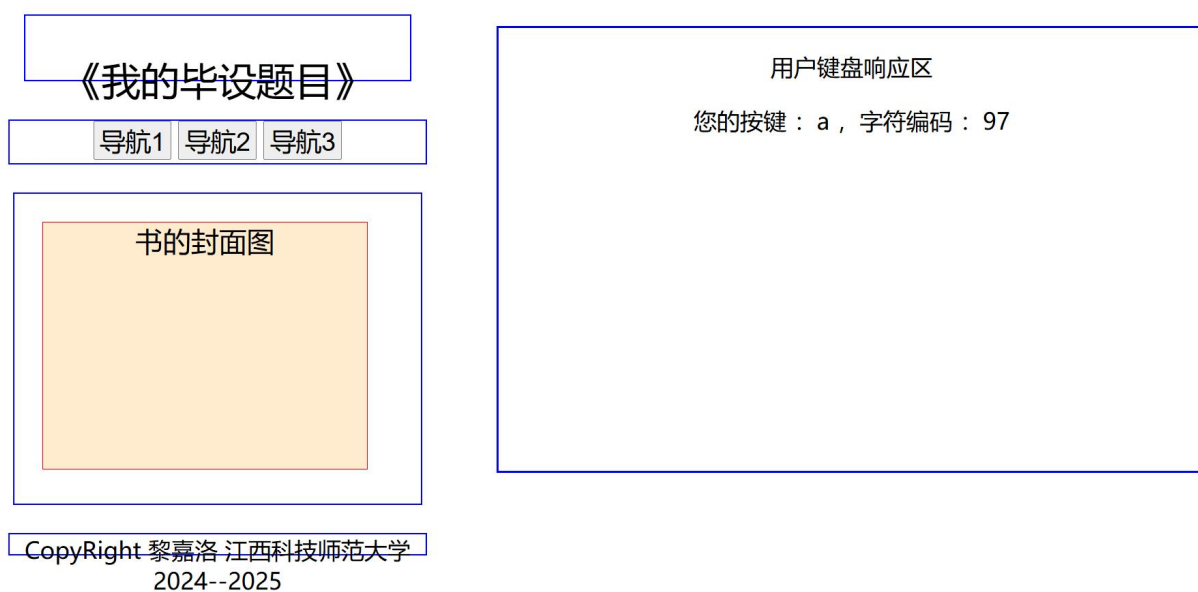 《我的毕设题目》
导航1 导航2 导航3
书的封面图
CopyRight 黎嘉洛 江西科技师范大学
2024--2025
用户键盘响应区
您的按键 : a , 字符编码 : 97